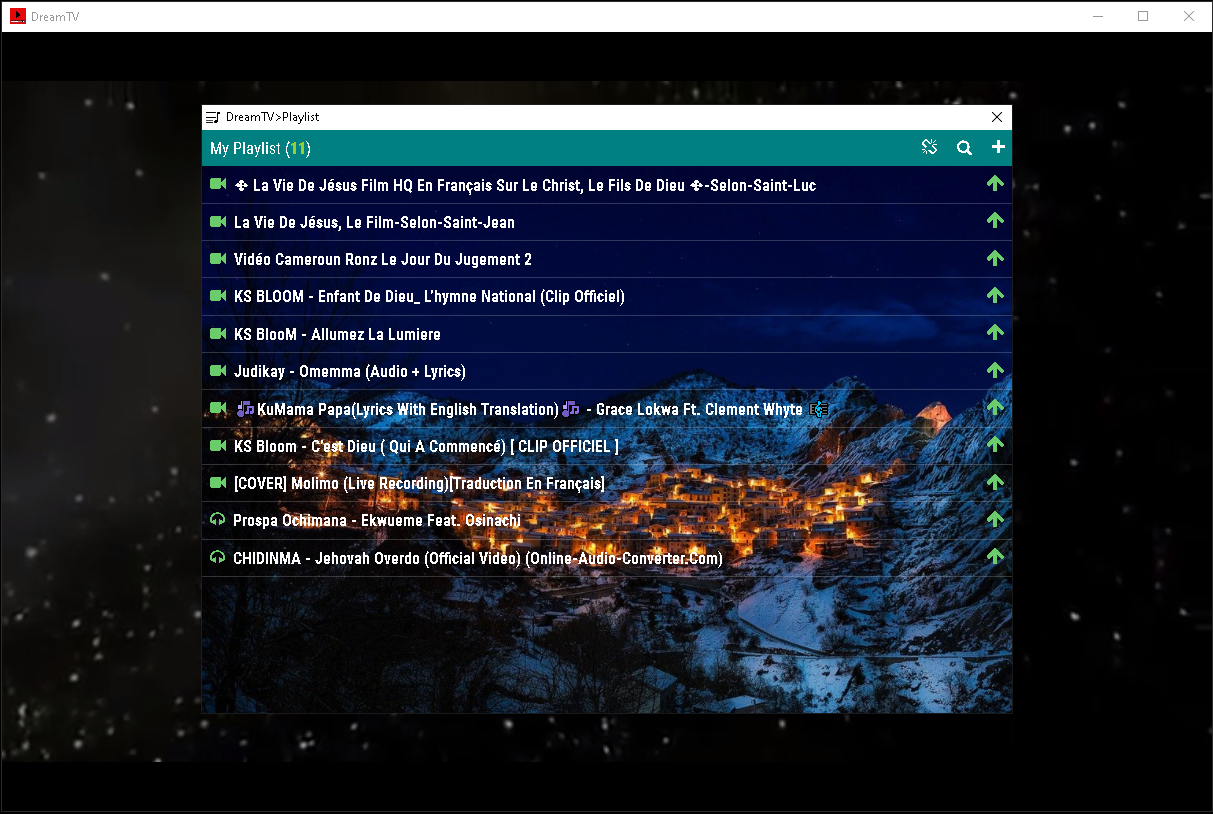 DreamTV
DreamTV>Playlist
My Playlist (11)
La Vie De Jésus Film HQ En Français Sur Le Christ, Le Fils De Dieu ✢-Selon-Saint-Luc
La Vie De Jésus, Le Film-Selon-Saint-Jean
Vidéo Cameroun Ronz Le Jour Du Jugement 2
KS BLOOM - Enfant De Dieu_ L'hymne National (Clip Officiel)
KS BlooM - Allumez La Lumiere
Judikay - Omemma (Audio + Lyrics)
🎶KuMama Papa(Lyrics With English Translation)🎶 - Grace Lokwa Ft. Clement Whyte
KS Bloom - C'est Dieu ( Qui A Commencé) [ CLIP OFFICIEL ]
[COVER] Molimo (Live Recording)[Traduction En Français]
Prospa Ochimana - Ekwueme Feat. Osinachi
CHIDINMA - Jehovah Overdo (Official Video) (Online-Audio-Converter.Com)